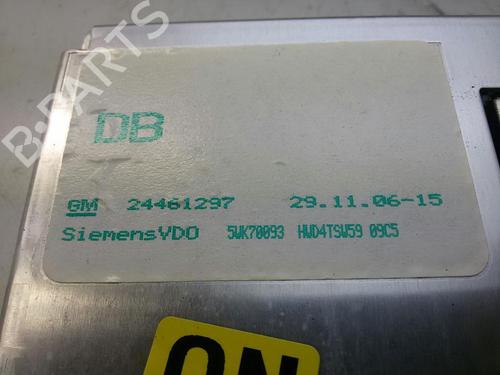 B-PARTS
DB
GM 24461297 29.11.06-15
SiemensVDO 5WK70093 HWD4TSW59 09C5
ON